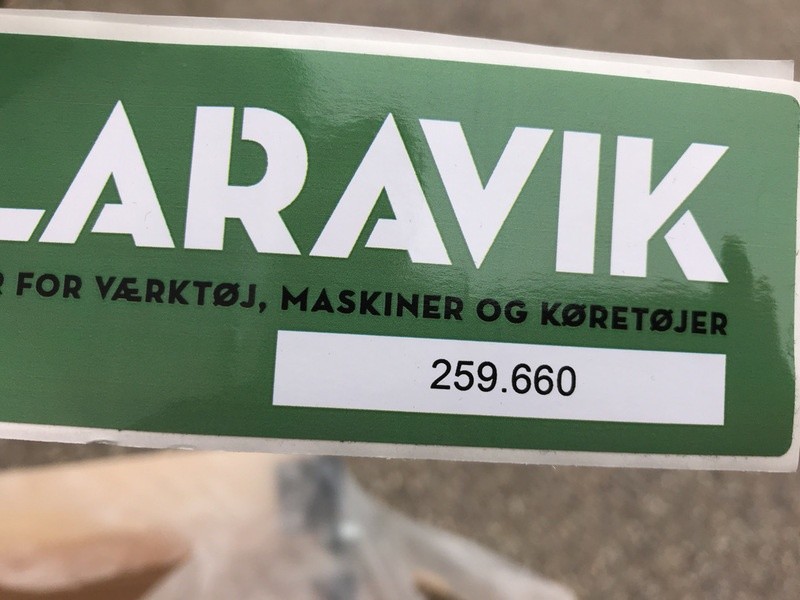 LARAVIK
R FOR VÆRKTØJ, MASKINER OG KØRETØJER
259.660